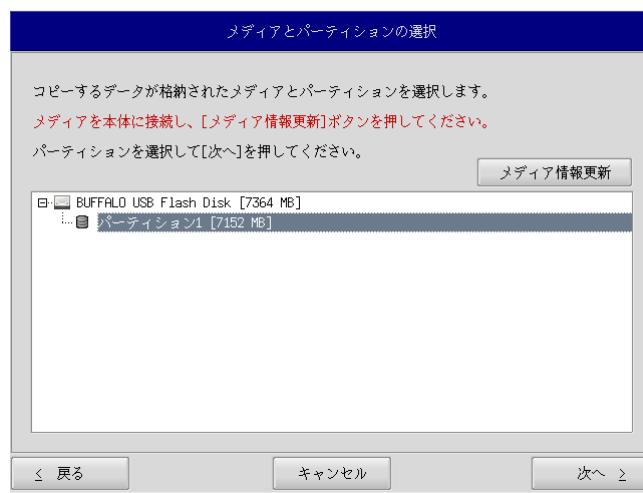 メディアとパーティションの選択
コピーするデータが格納されたメディアとパーティションを選択します。
メディアを本体に接続し、[メディア情報更新]ボタンを押してください。
パーティションを選択して[次へ]を押してください。
メディア情報更新
BUFFALO USB Flash Disk [7364 MB]
パーティション1 [7152 MB]
< 戻る
キャンセル
次へ >